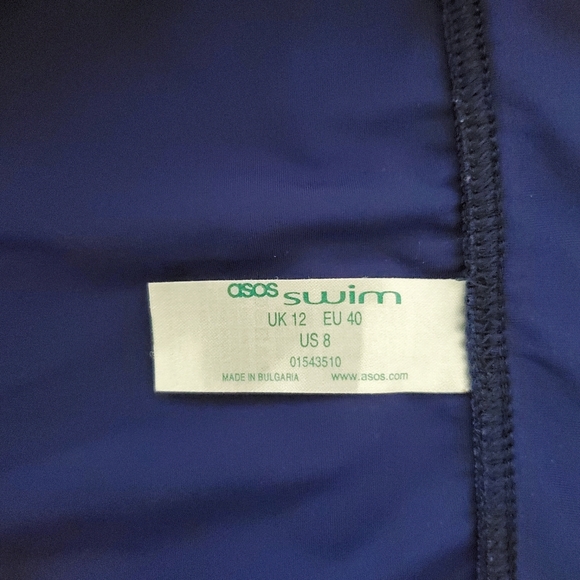 asos swim
UK 12 EU 40
US 8
01543510
MADE IN BULGARIA www.asos.com